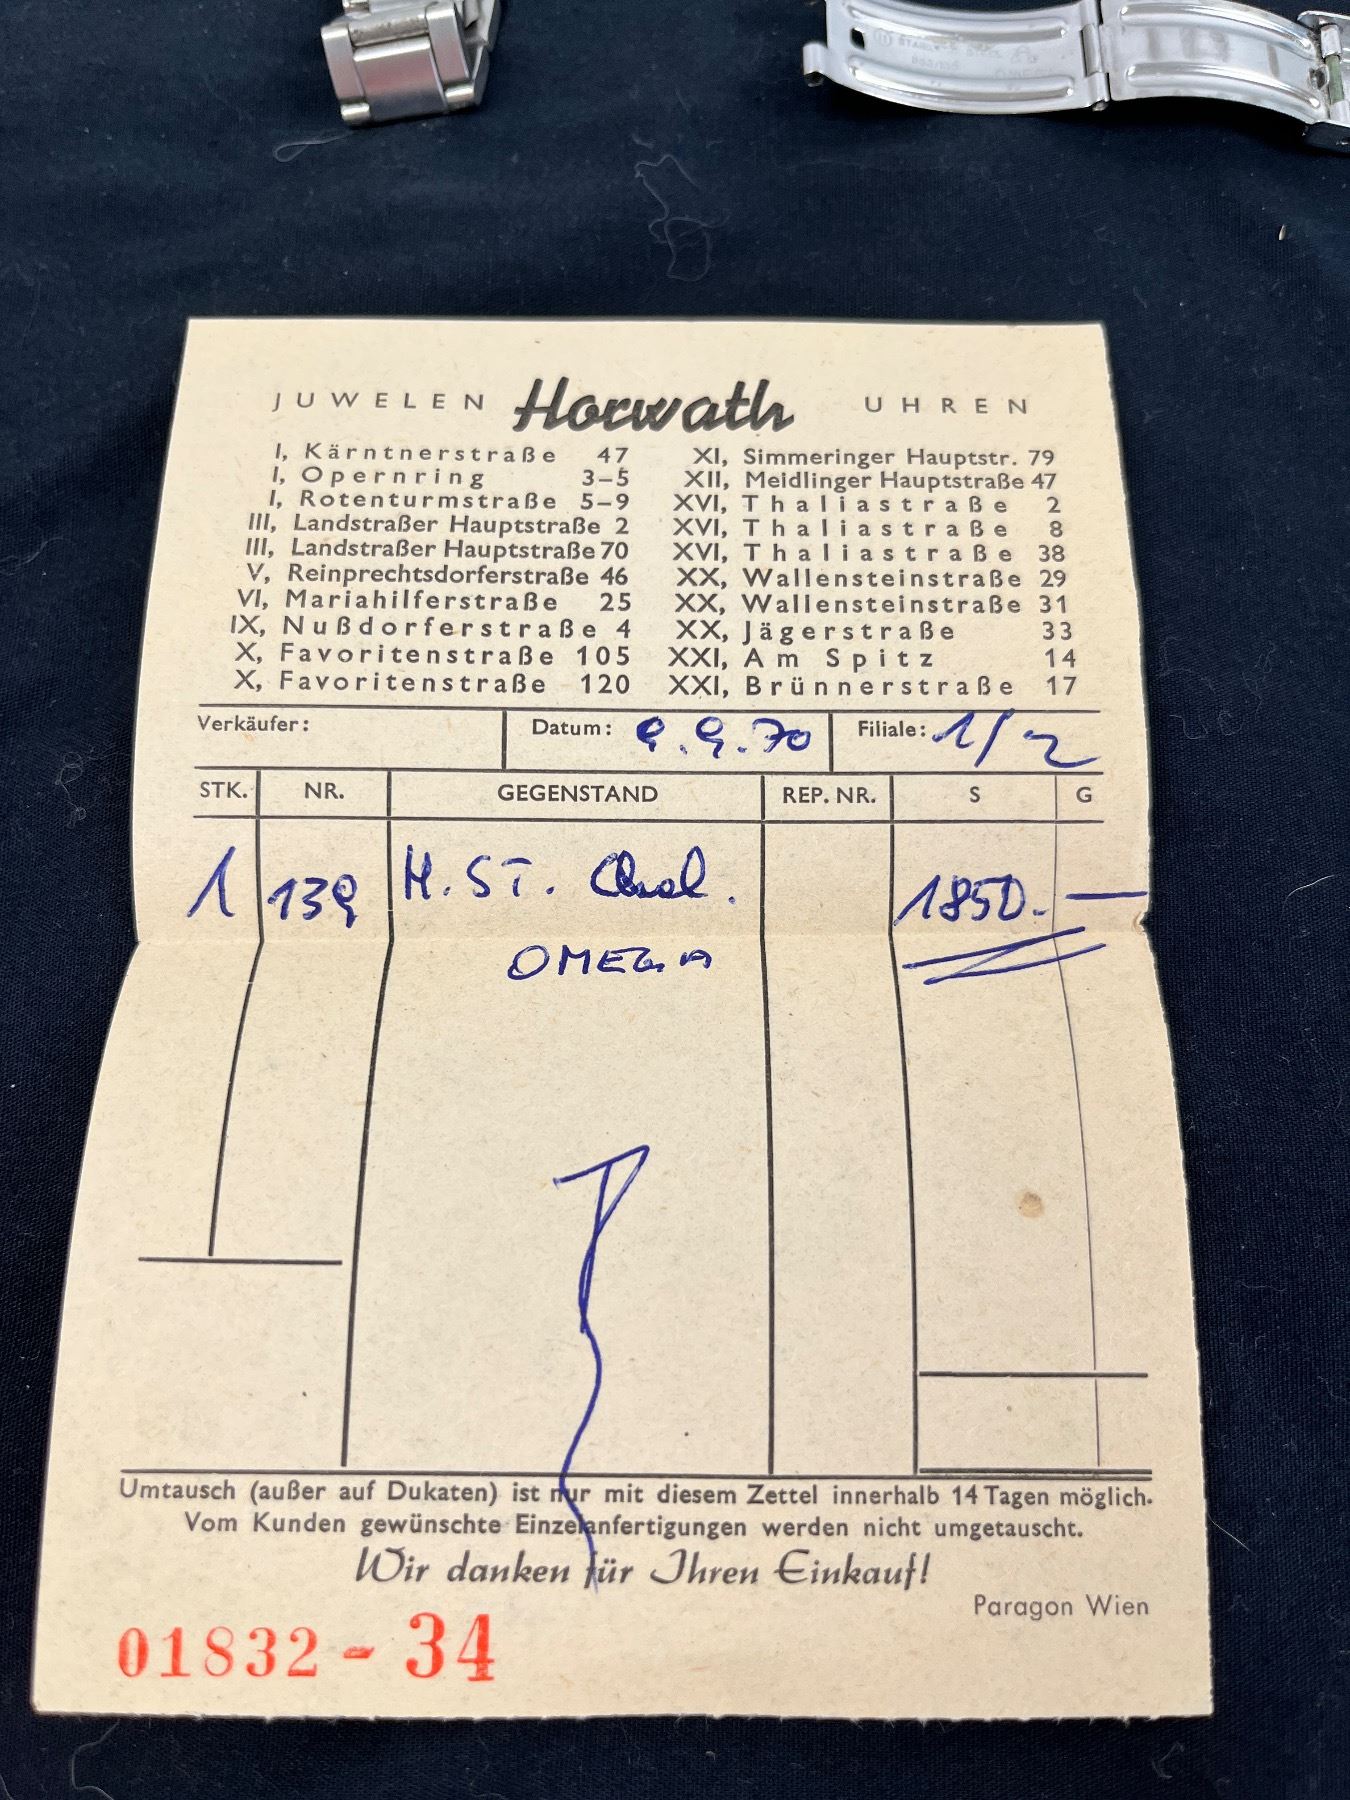 JUWELEN Horwath UHREN
I, Kärntnerstraße 47
I, Opernring 3–5
I, Rotenturmstraße 5–9
III, Landstraßer Hauptstraße 2
III, Landstraßer Hauptstraße 70
V, Reinprechtsdorferstraße 46
VI, Mariahilferstraße 25
IX, Nußdorferstraße 4
X, Favoritenstraße 105
X, Favoritenstraße 120
XI, Simmeringer Hauptstr. 79
XII, Meidlinger Hauptstraße 47
XVI, Thaliastraße 2
XVI, Thaliastraße 8
XVI, Thaliastraße 38
XX, Wallensteinstraße 29
XX, Wallensteinstraße 31
XX, Jägerstraße 33
XXI, Am Spitz 14
XXI, Brünnerstraße 17
Verkäufer: Datum: 9.9.70 Filiale: 1/2
STK. NR. GEGENSTAND REP. NR. S G
1 139 H. ST. 1850.—
OMEGA
Umtausch (außer auf Dukaten) ist nur mit diesem Zettel innerhalb 14 Tagen möglich.
Vom Kunden gewünschte Einzelanfertigungen werden nicht umgetauscht.
Wir danken für Ihren Einkauf!
Paragon Wien
01832 - 34